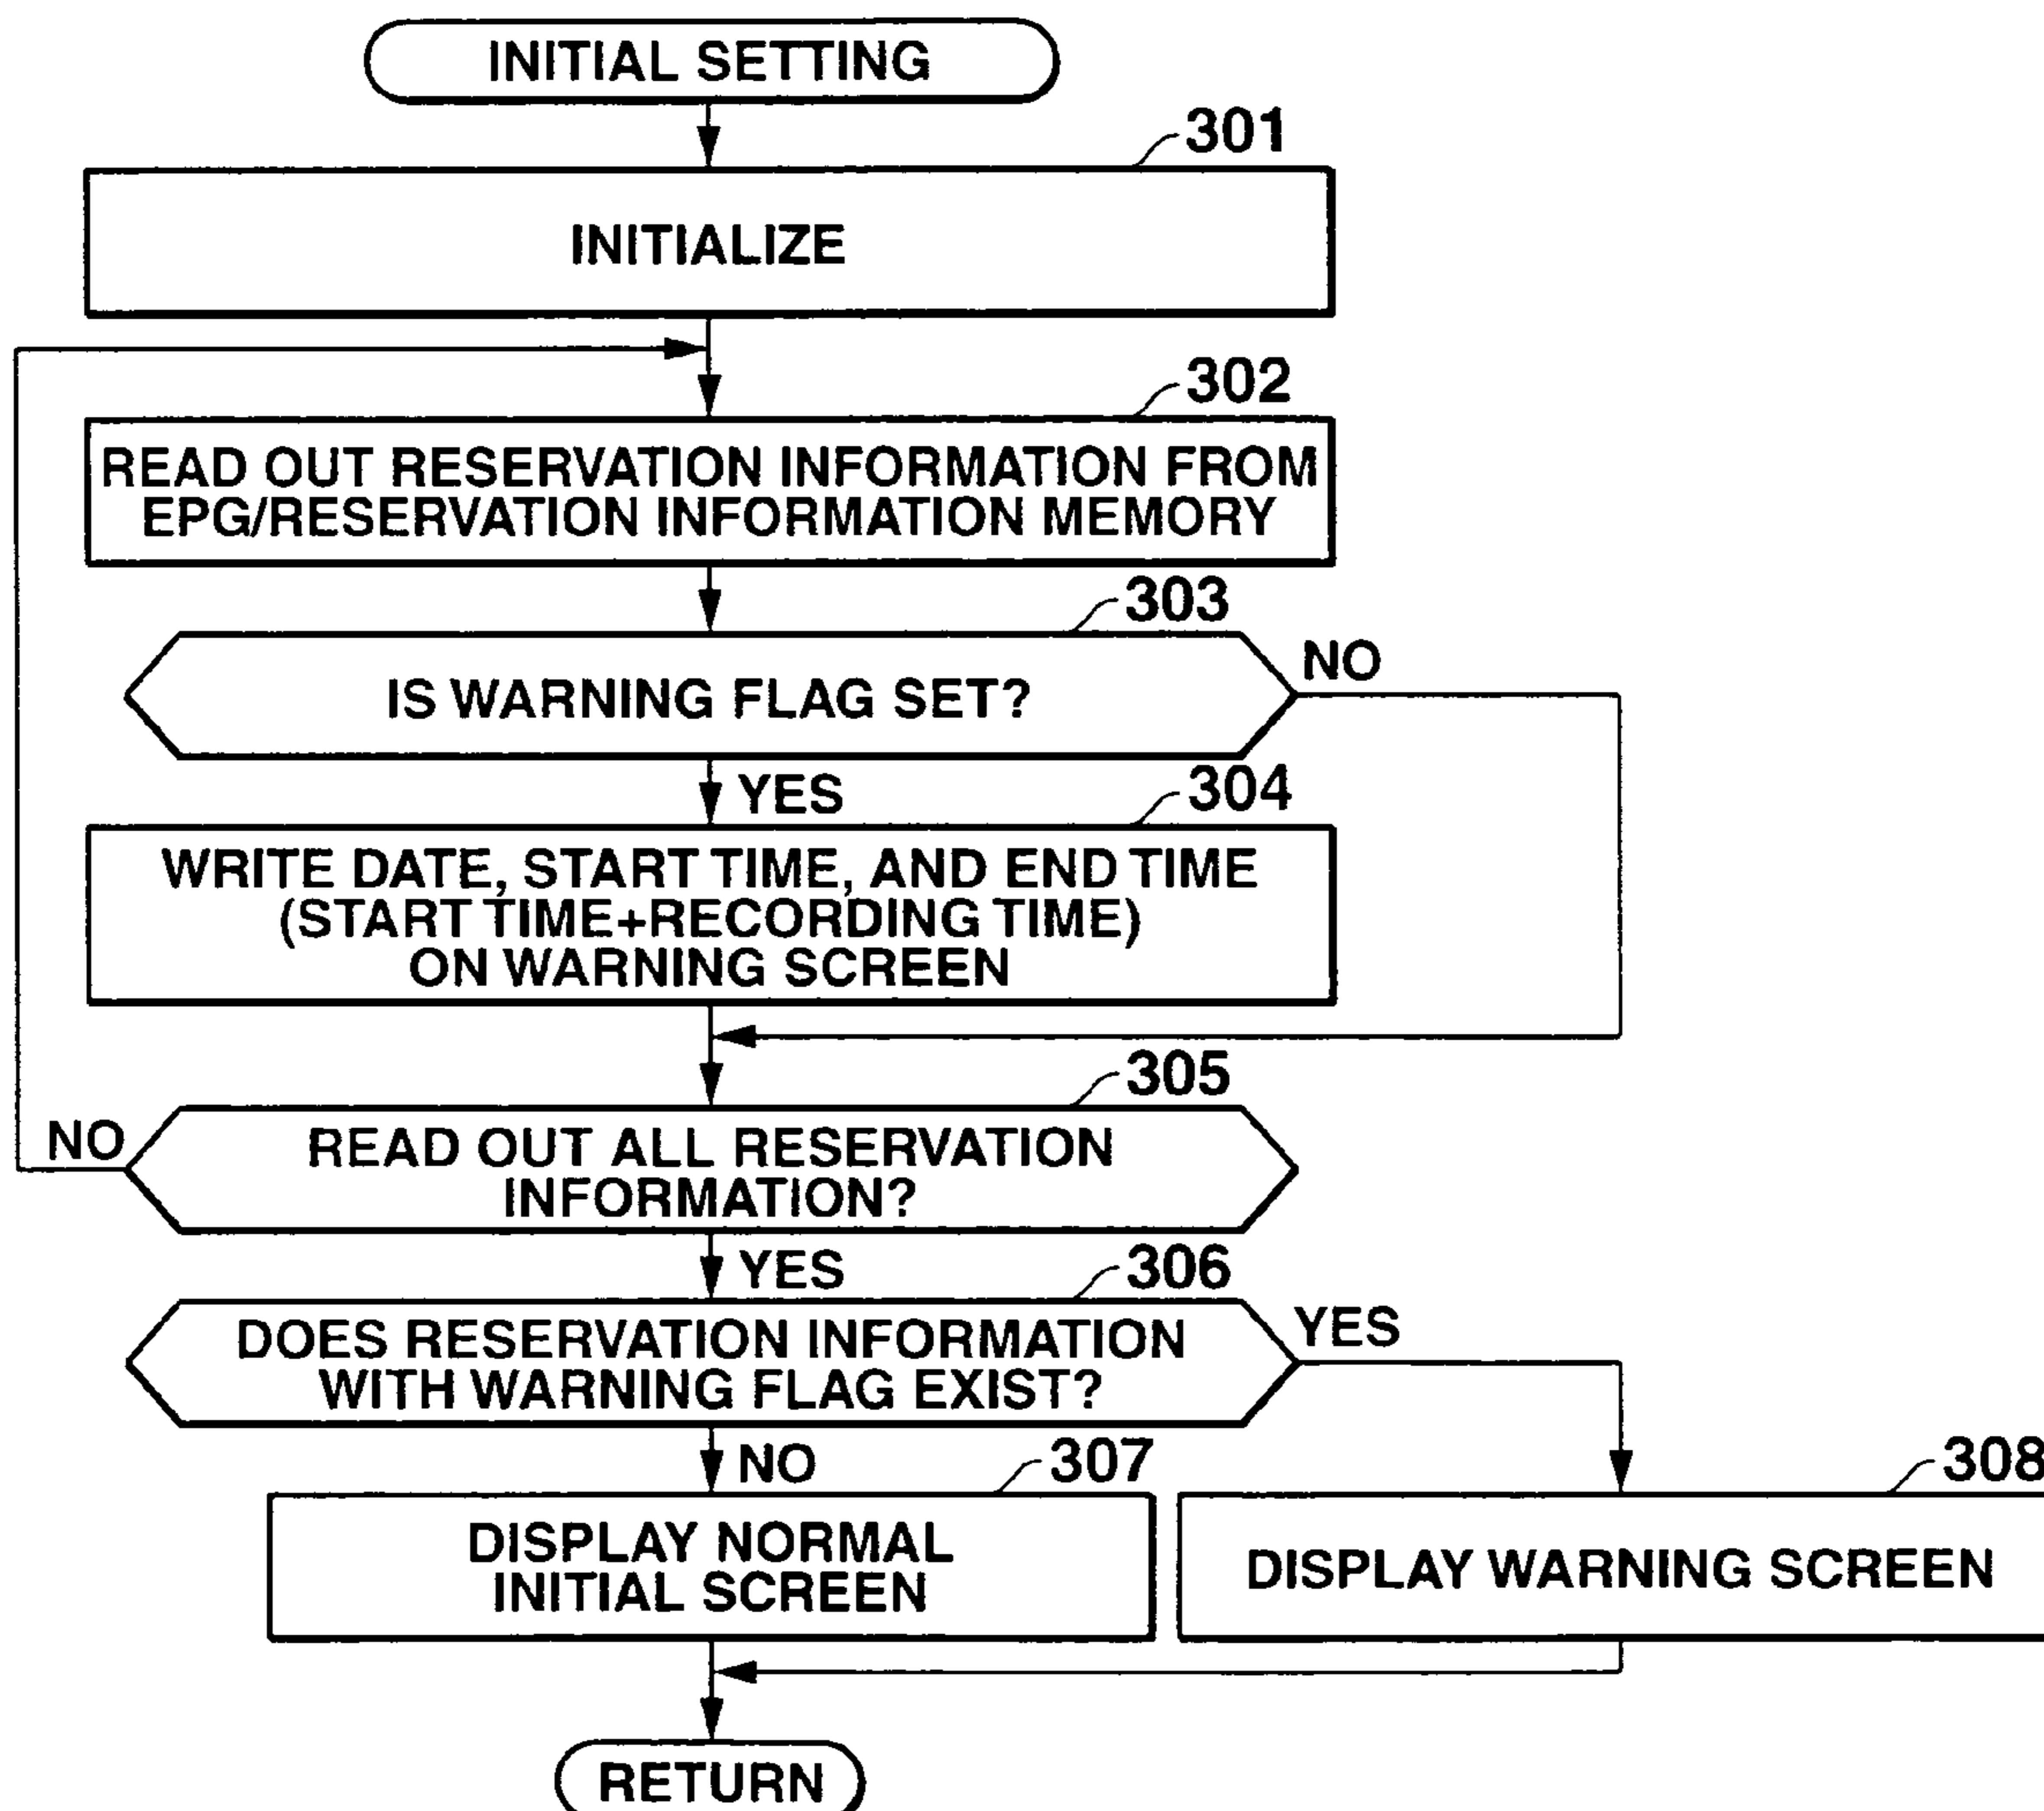 INITIAL SETTING
301
INITIALIZE
302
READ OUT RESERVATION INFORMATION FROM
EPG/RESERVATION INFORMATION MEMORY
303
IS WARNING FLAG SET?
NO
YES
304
WRITE DATE, START TIME, AND END TIME
(START TIME+RECORDING TIME)
ON WARNING SCREEN
305
NO
READ OUT ALL RESERVATION
INFORMATION?
YES
306
DOES RESERVATION INFORMATION
WITH WARNING FLAG EXIST?
YES
NO
307
DISPLAY NORMAL
INITIAL SCREEN
308
DISPLAY WARNING SCREEN
RETURN